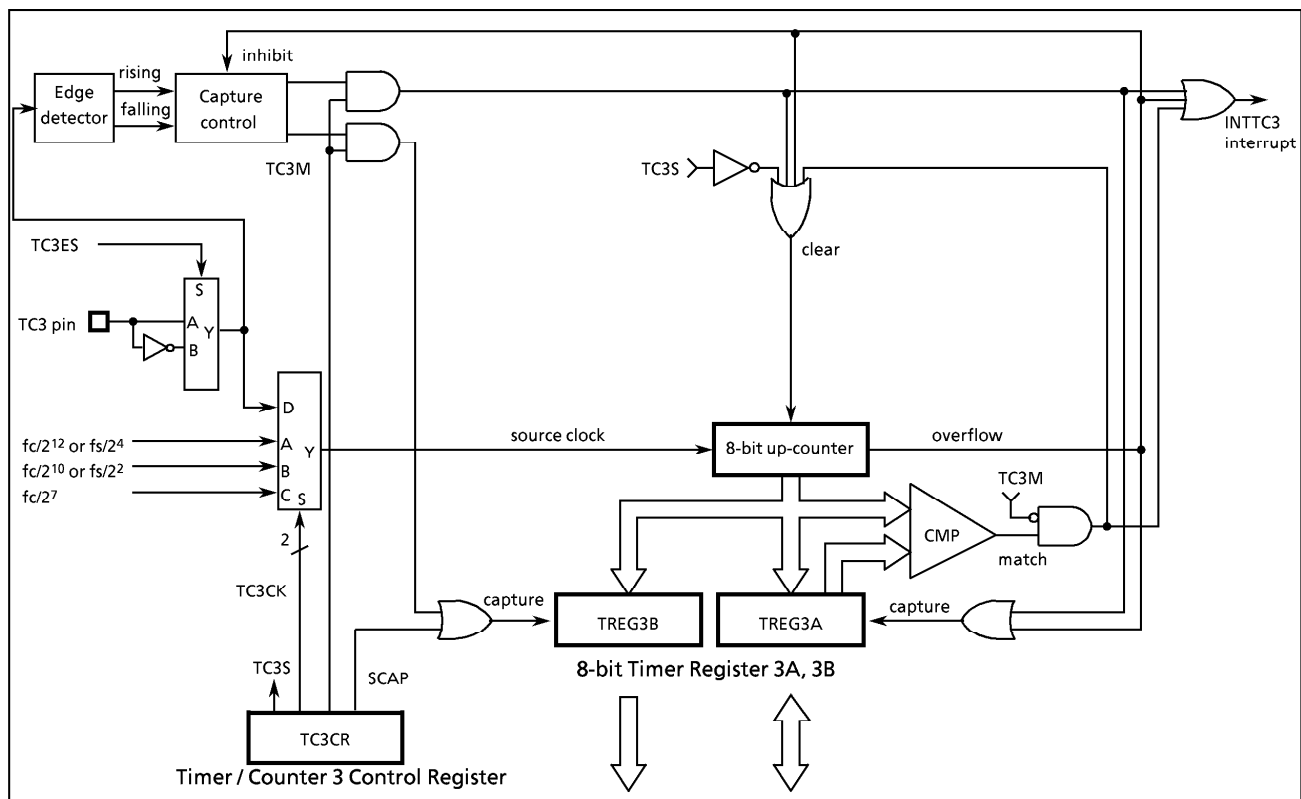 inhibit
rising
Edge
detector
falling
Capture
control
INTTC3
interrupt
TC3M
TC3S
clear
TC3ES
S
TC3 pin
A
Y
B
D
fc/2¹² or fs/2⁴
A
Y
source clock
8-bit up-counter
overflow
fc/2¹⁰ or fs/2²
B
fc/2⁷
C
S
TC3M
2
CMP
match
TC3CK
capture
TREG3B
TREG3A
capture
8-bit Timer Register 3A, 3B
TC3S
SCAP
TC3CR
Timer / Counter 3 Control Register